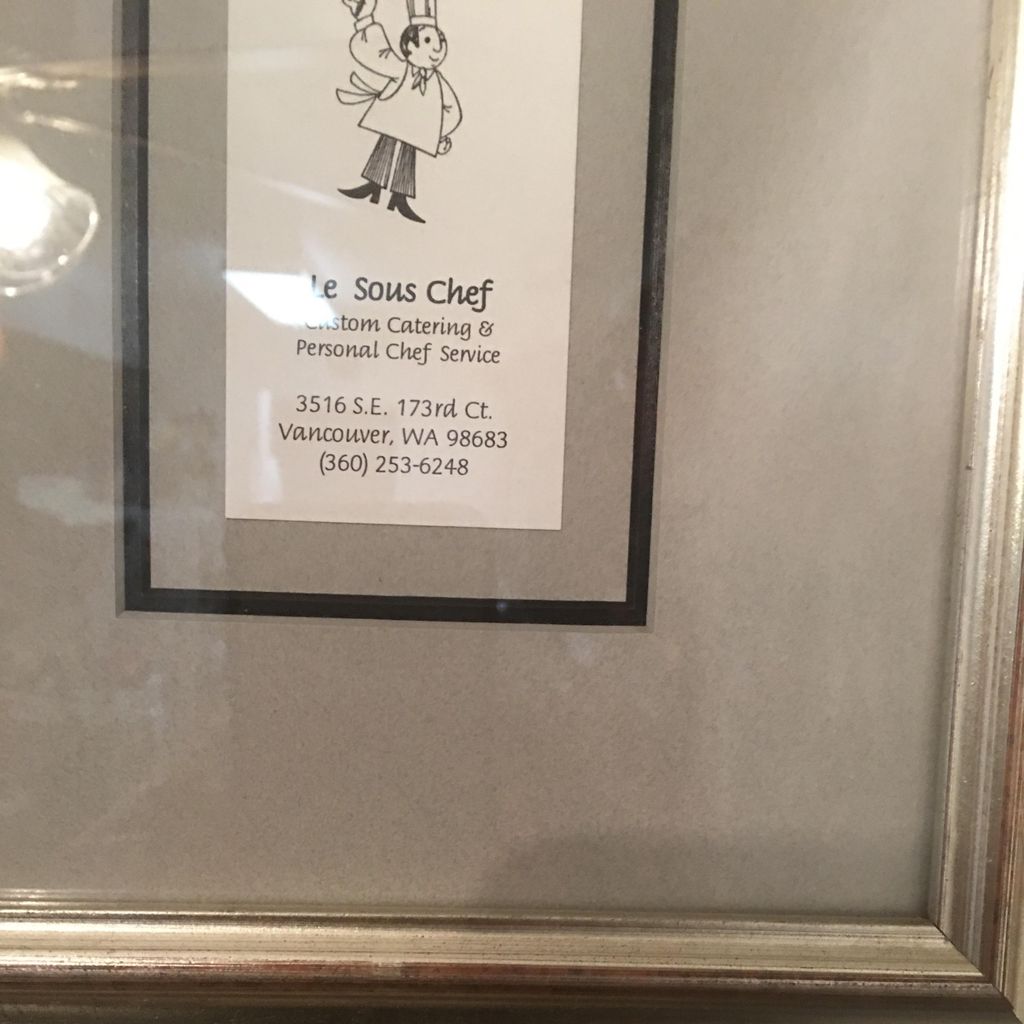 Le Sous Chef
Custom Catering &
Personal Chef Service
3516 S.E. 173rd Ct.
Vancouver, WA 98683
(360) 253-6248